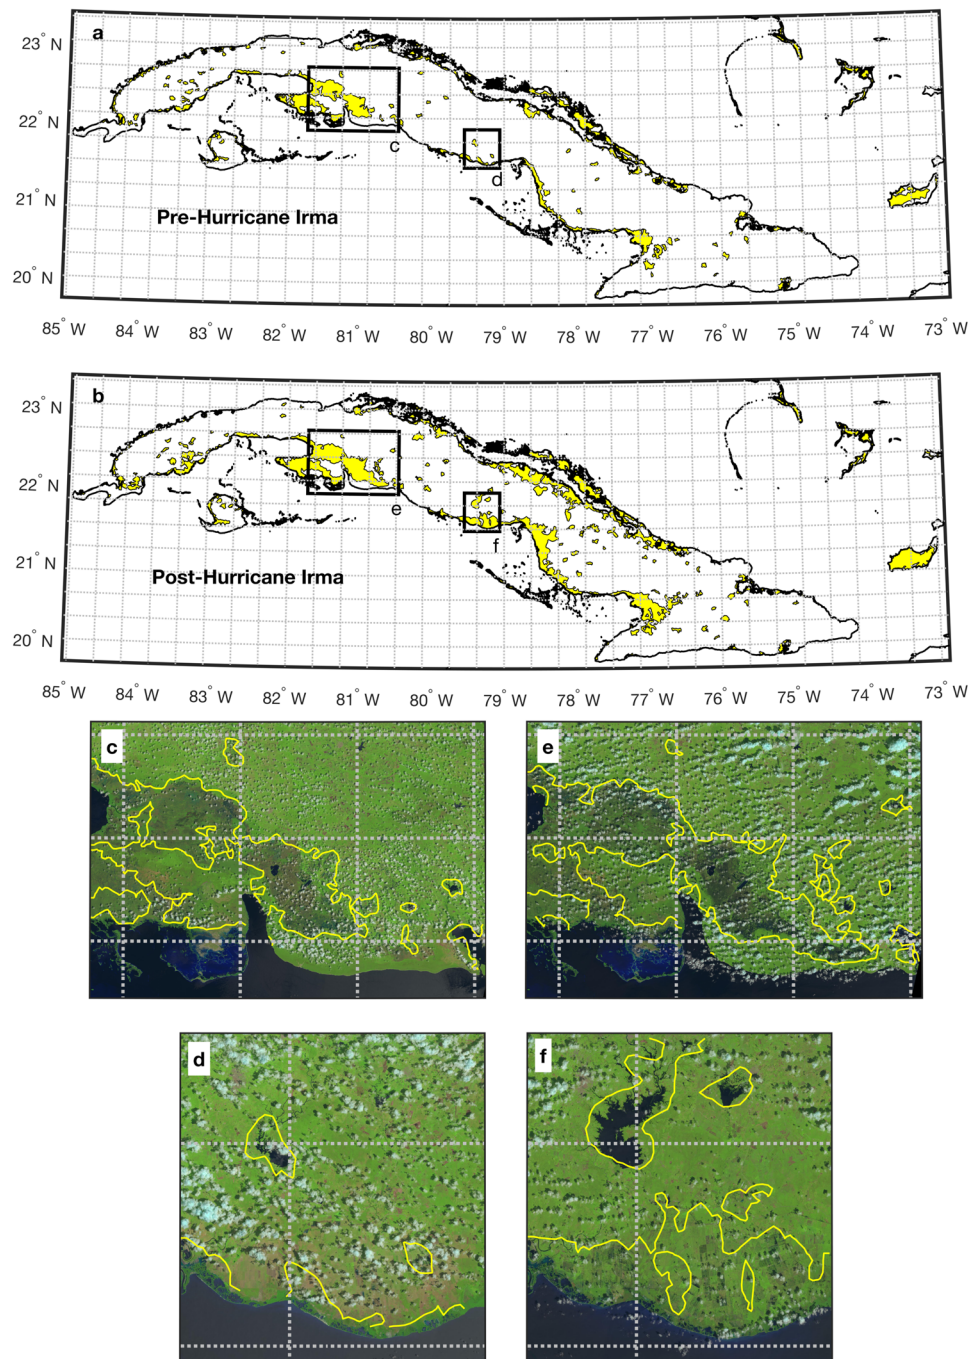 a
23° N
22° N
21° N
20° N
c
d
Pre-Hurricane Irma
85° W 84° W 83° W 82° W 81° W 80° W 79° W 78° W 77° W 76° W 75° W 74° W 73° W
b
23° N
22° N
21° N
20° N
e
f
Post-Hurricane Irma
85° W 84° W 83° W 82° W 81° W 80° W 79° W 78° W 77° W 76° W 75° W 74° W 73° W
c
e
d
f